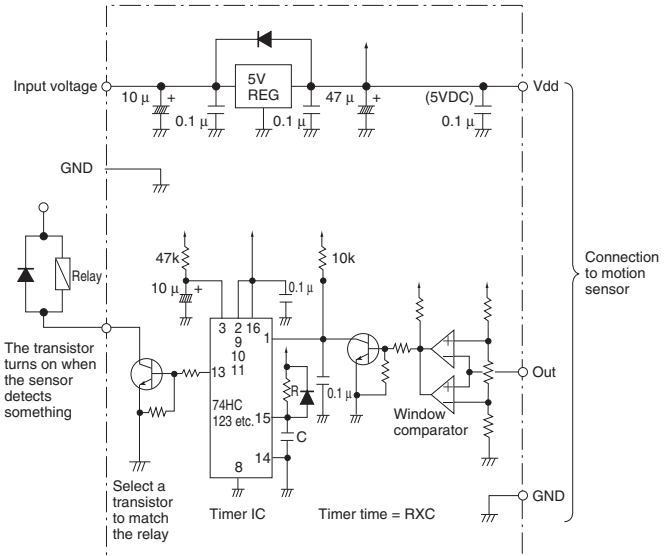 Input voltage
10 μ
+
0.1 μ
5V
REG
0.1 μ
47 μ
+
(5VDC)
0.1 μ
Vdd
GND
Connection
to motion
sensor
Relay
47k
10 μ
+
0.1 μ
10k
3
2
16
9
10
11
1
13
R
0.1 μ
74HC
123 etc.
15
C
14
8
+
−
+
−
Out
Window
comparator
The transistor
turns on when
the sensor
detects
something
Select a
transistor
to match
the relay
Timer IC
Timer time = RXC
GND